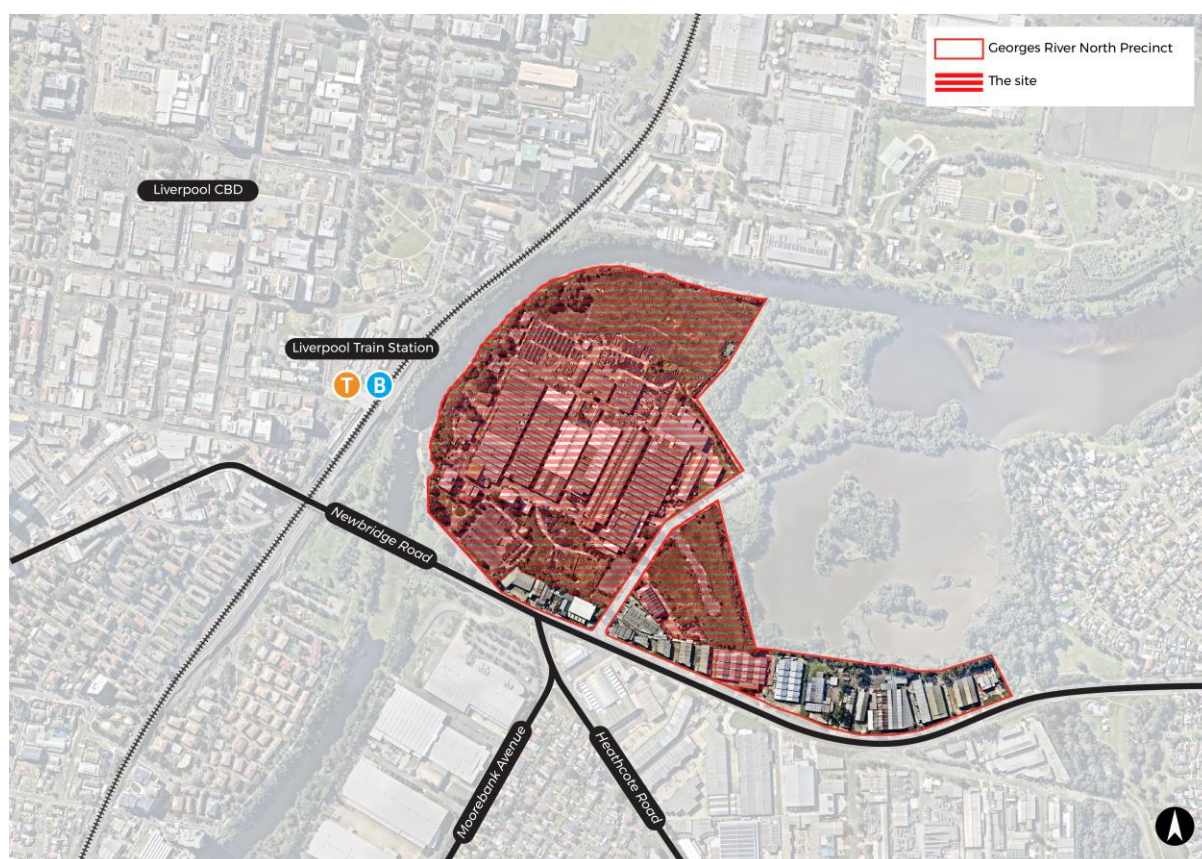 Georges River North Precinct
The site
Liverpool CBD
Liverpool Train Station
T B
Newbridge Road
Moorebank Avenue
Heathcote Road